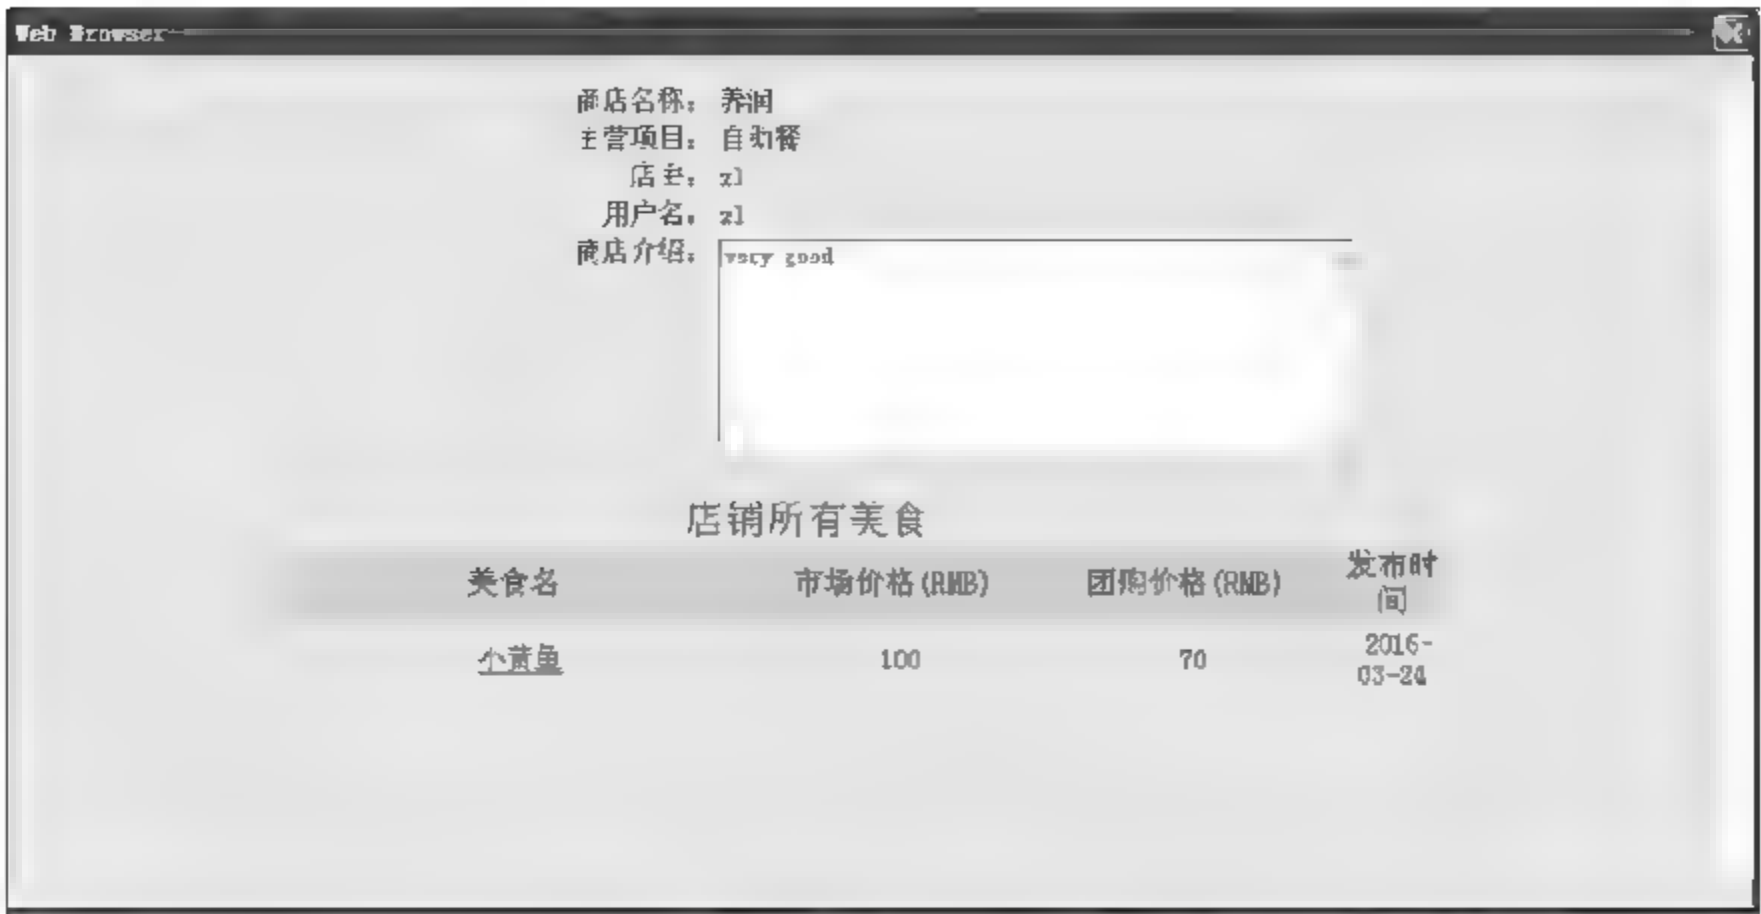 Web Browser
商店名称： 养润
主营项目： 自助餐
店主： zl
用户名： zl
商店介绍： very good
店销所有美食
美食名 市场价格(RMB) 团购价格(RMB) 发布时
间
小黄鱼 100 70 2016-
03-24